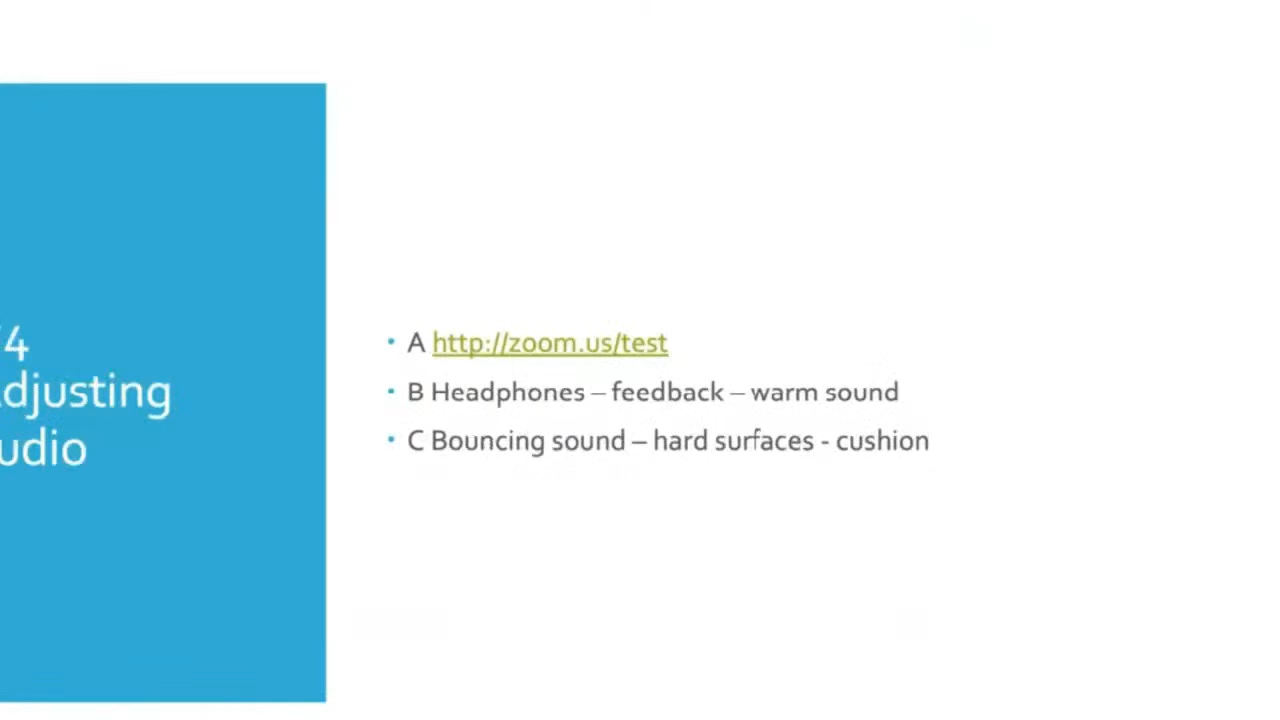 4
djusting
udio
A http://zoom.us/test
B Headphones – feedback – warm sound
C Bouncing sound – hard surfaces - cushion